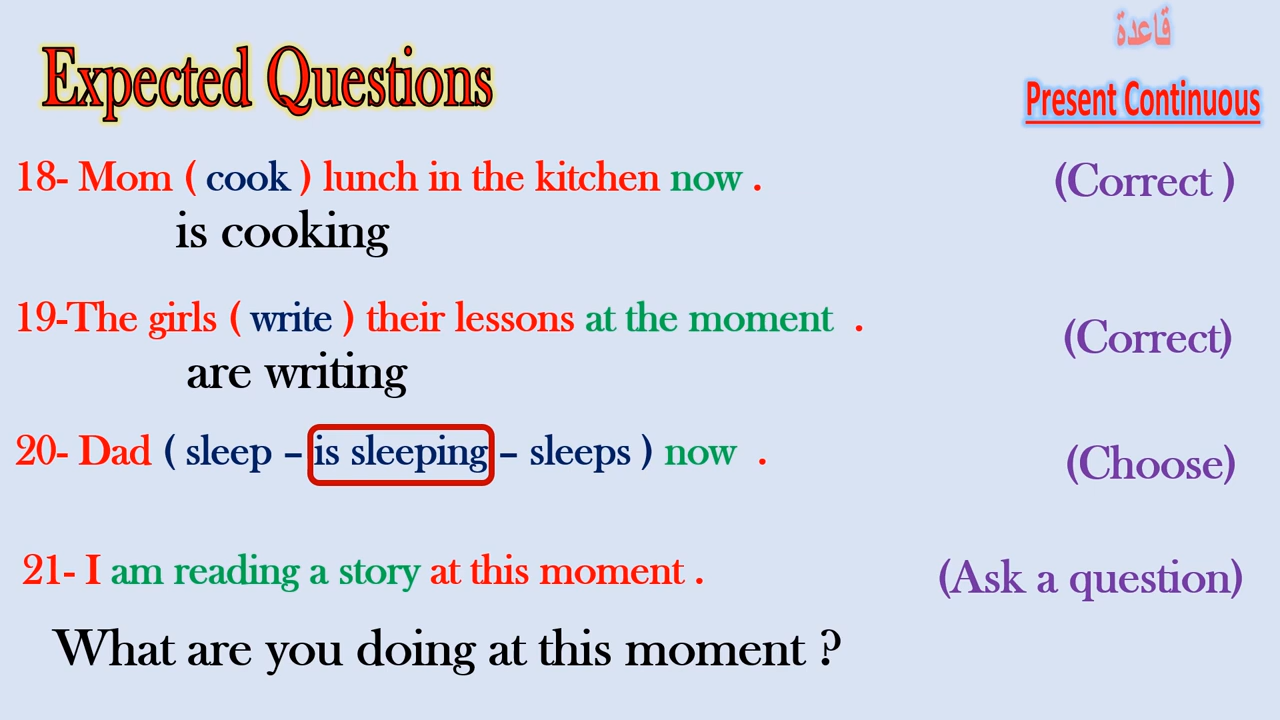 قاعدة
Expected Questions
Present Continuous
18- Mom ( cook ) lunch in the kitchen now . (Correct )
is cooking
19-The girls ( write ) their lessons at the moment . (Correct)
are writing
20- Dad ( sleep – is sleeping – sleeps ) now . (Choose)
21- I am reading a story at this moment . (Ask a question)
What are you doing at this moment ?